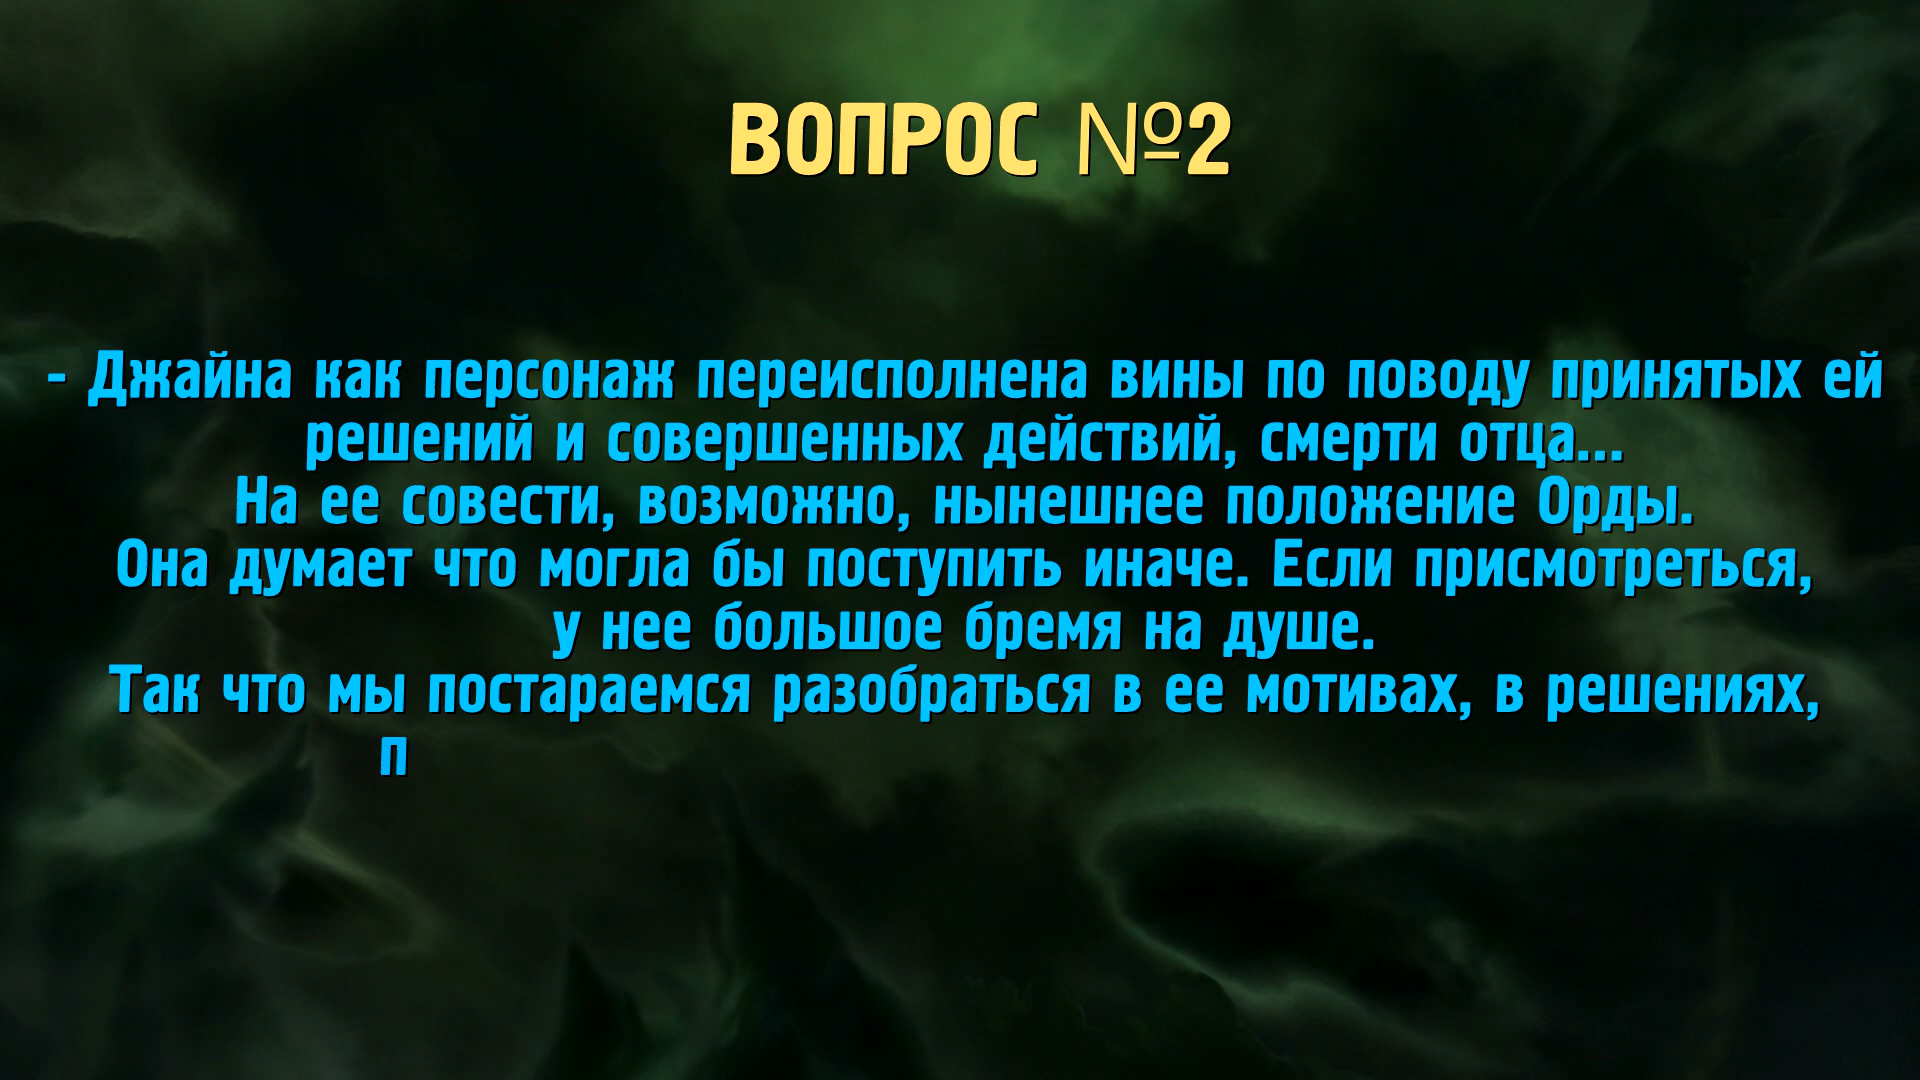 ВОПРОС №2
- Джайна как персонаж переисполнена вины по поводу принятых ей
решений и совершенных действий, смерти отца...
На ее совести, возможно, нынешнее положение Орды.
Она думает что могла бы поступить иначе. Если присмотреться,
у нее большое бремя на душе.
Так что мы постараемся разобраться в ее мотивах, в решениях,
п